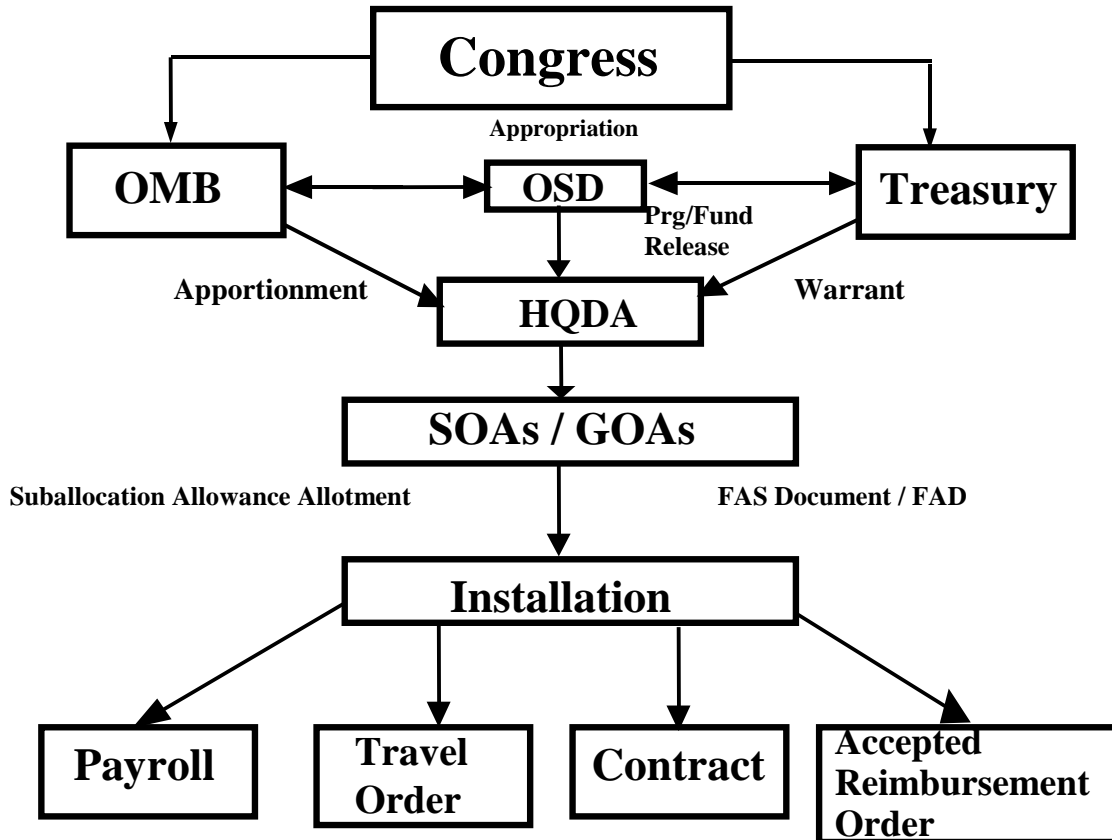 Congress
Appropriation
OMB
OSD
Treasury
Prg/Fund
Release
Apportionment
Warrant
HQDA
SOAs / GOAs
Suballocation Allowance Allotment
FAS Document / FAD
Installation
Payroll
Travel
Order
Contract
Accepted
Reimbursement
Order